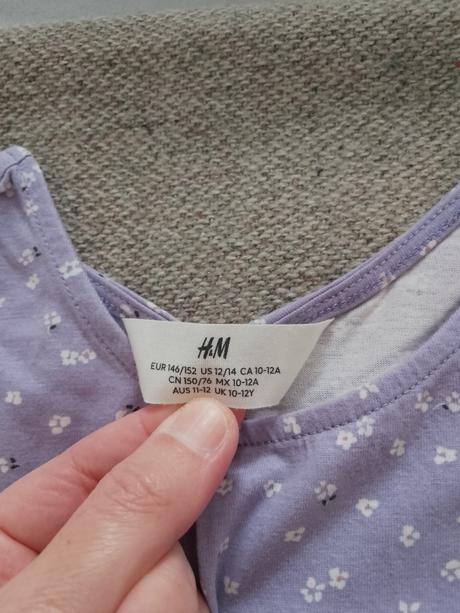 H&M
EUR 146/152 US 12/14 CA 10-12A
CN 150/76 MX 10-12A
AUS 11-12 UK 10-12Y